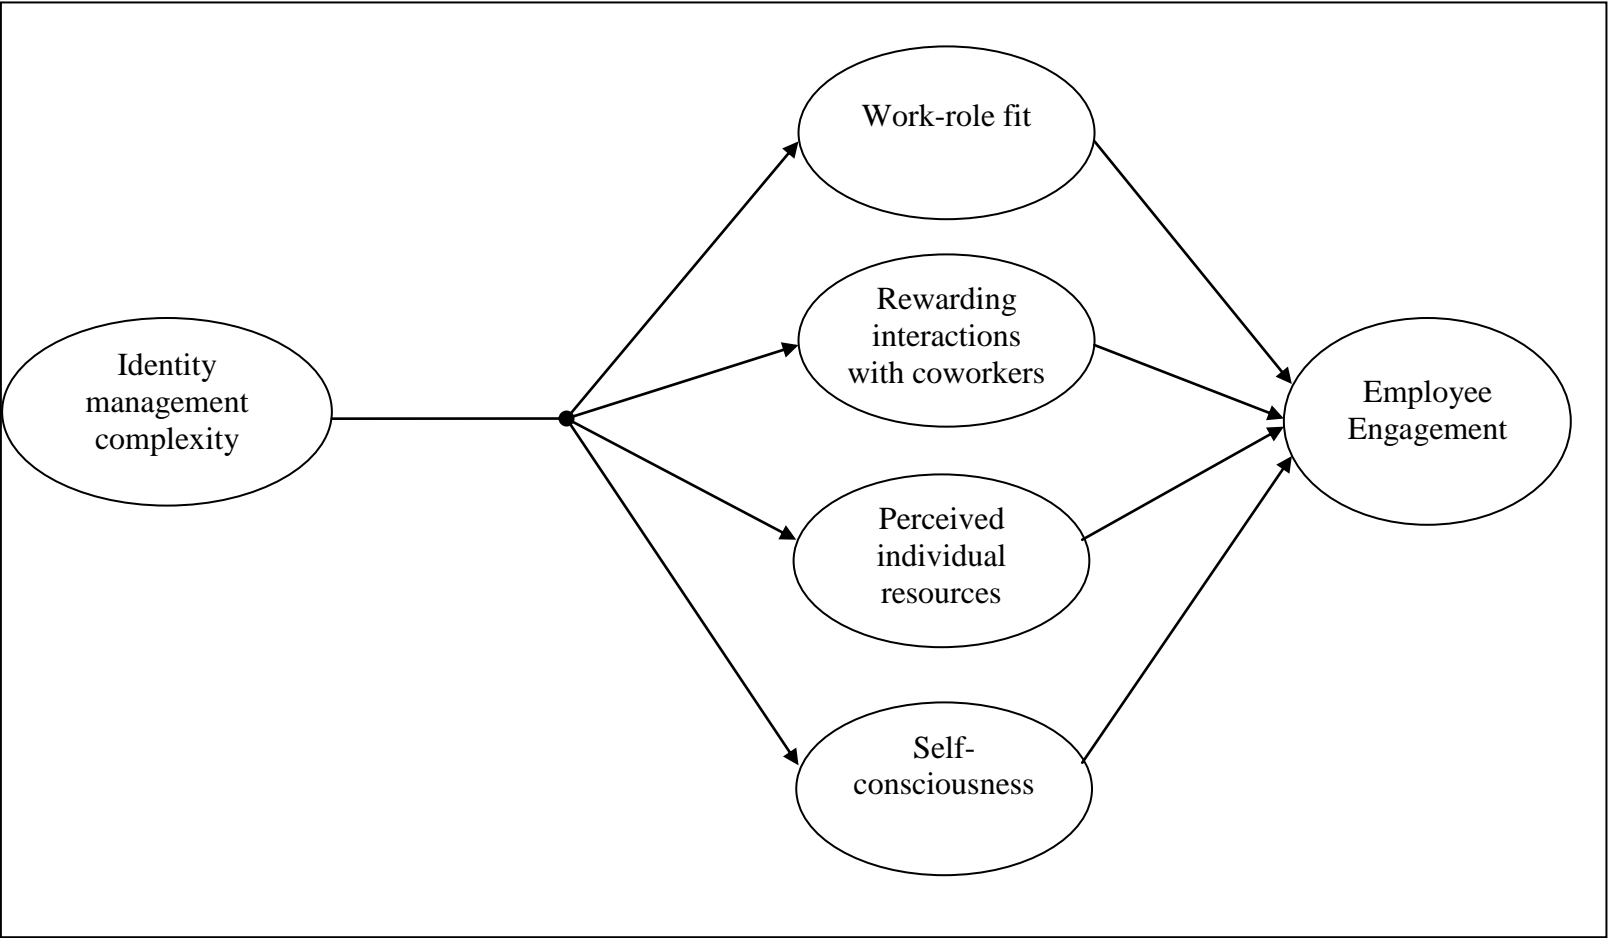 Work-role fit
Rewarding
interactions
with coworkers
Identity
management
complexity
Employee
Engagement
Perceived
individual
resources
Self-
consciousness